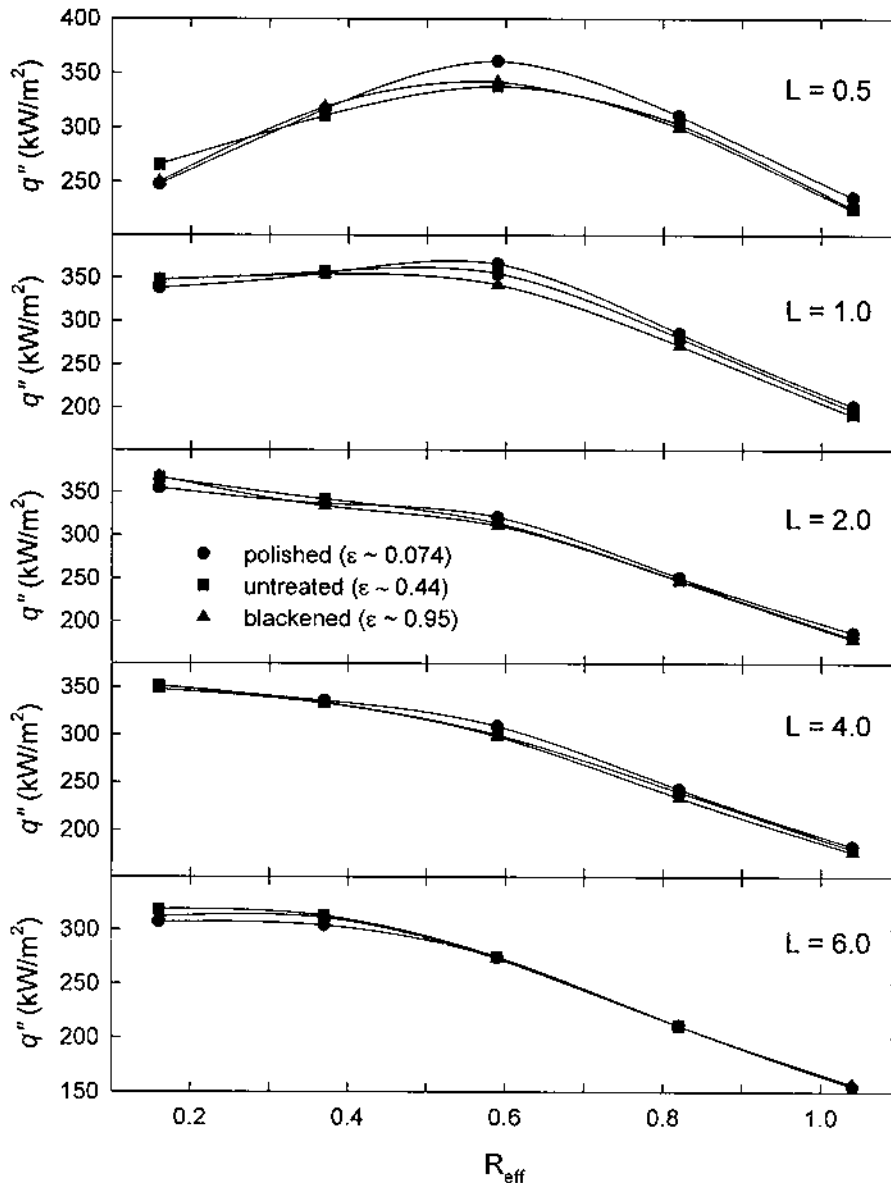 400
350
300
250
q″ (kW/m²)
L = 0.5
350
300
250
200
q″ (kW/m²)
L = 1.0
350
300
250
200
q″ (kW/m²)
L = 2.0
polished (ε ~ 0.074)
untreated (ε ~ 0.44)
blackened (ε ~ 0.95)
350
300
250
200
q″ (kW/m²)
L = 4.0
300
250
200
150
q″ (kW/m²)
L = 6.0
0.2 0.4 0.6 0.8 1.0
R_eff